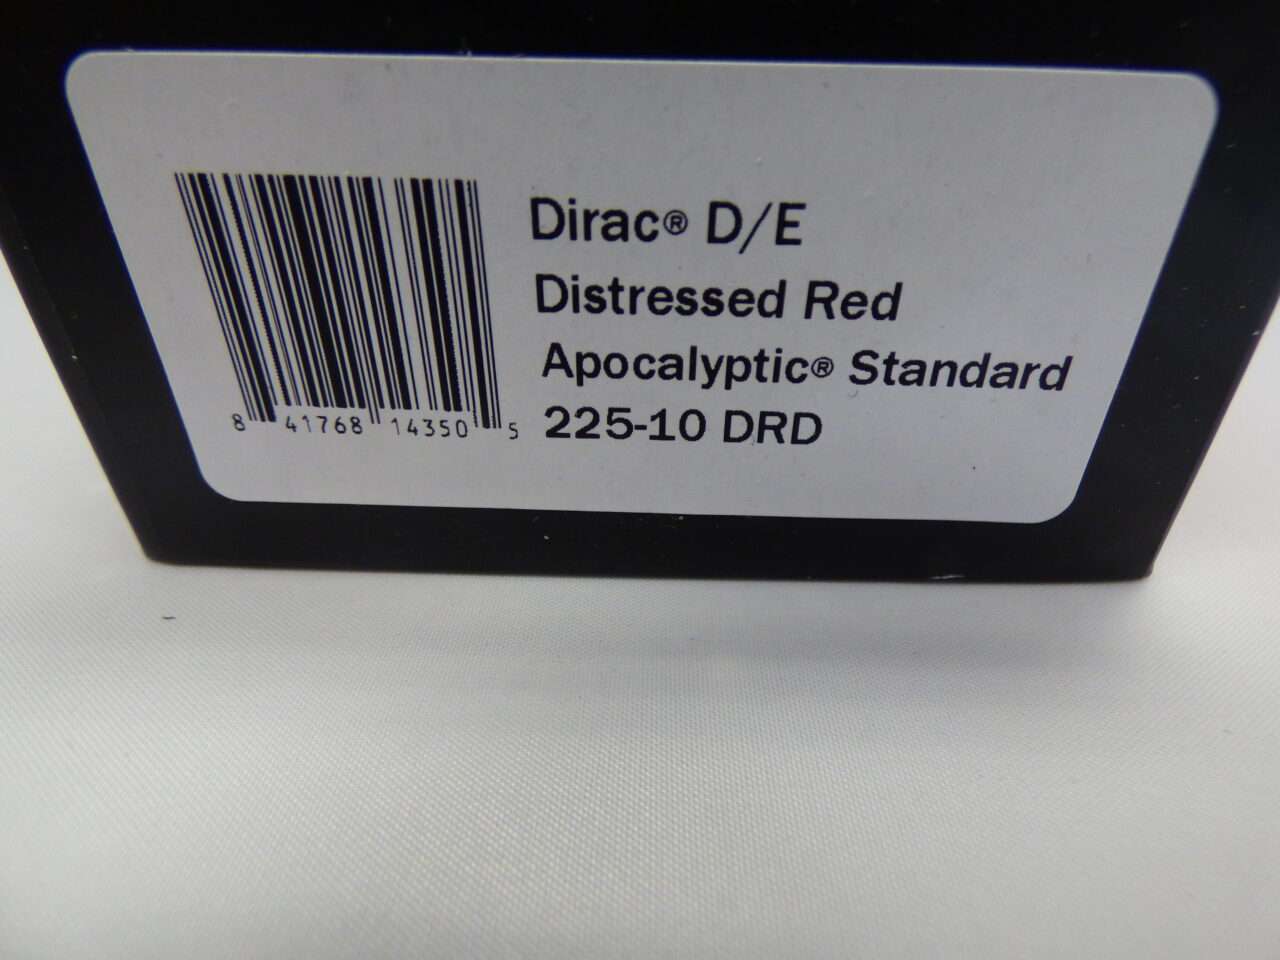 Dirac® D/E
Distressed Red
Apocalyptic® Standard
225-10 DRD
8 41768 14350 5